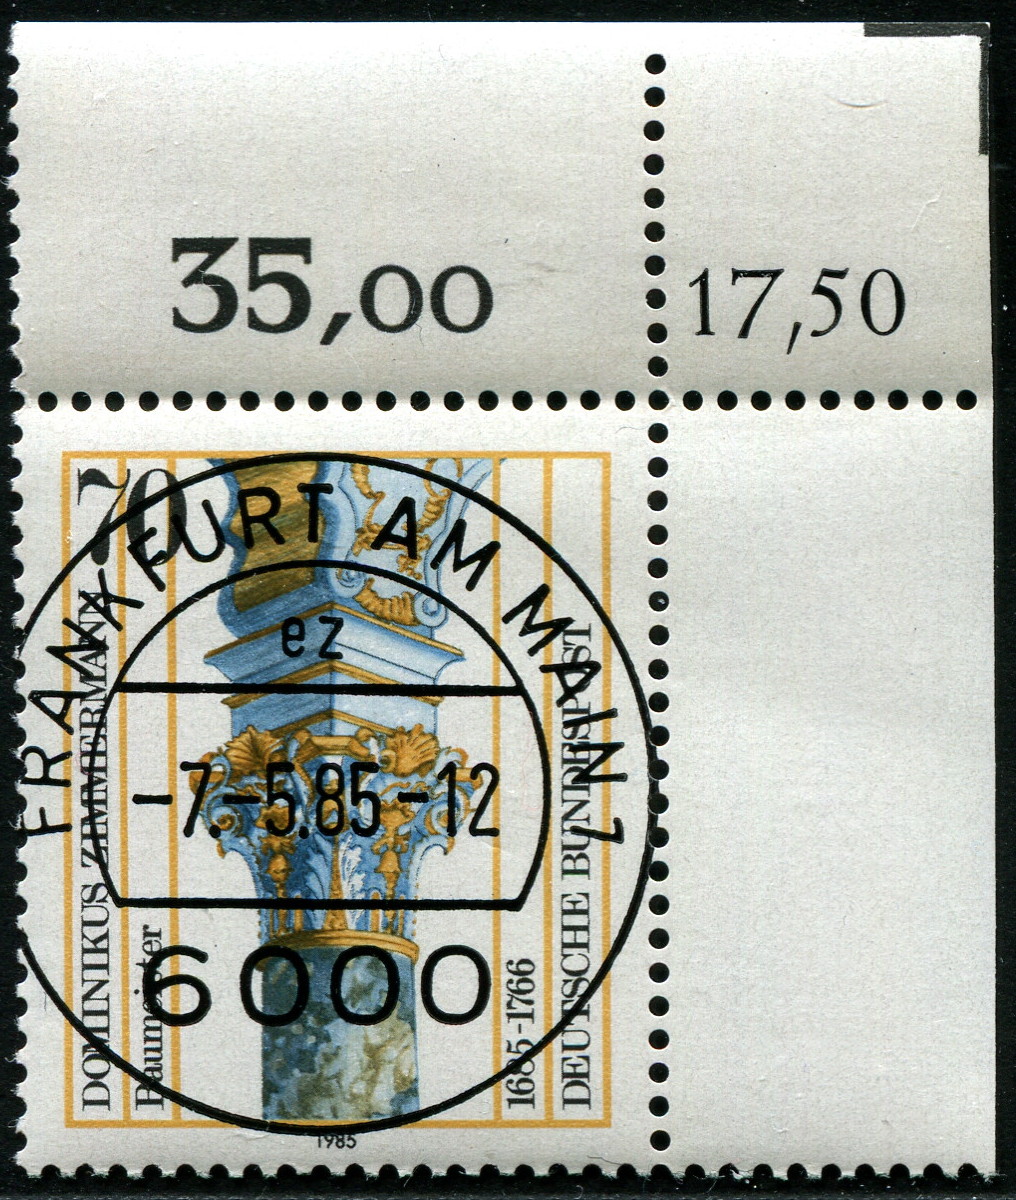 35,00
17,50
70
DOMINIKUS ZIMMERMANN
Baumeister
1685-1766
DEUTSCHE BUNDESPOST
1985
FRANKFURT AM MAIN 7
ez
-7.-5.85-12
6000